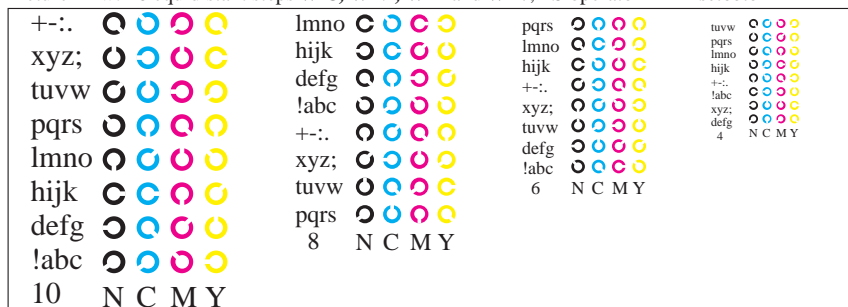 +-:.
xyz;
tuvw
pqrs
lmno
hijk
defg
!abc
10 N C M Y
lmno
hijk
defg
!abc
+-:.
xyz;
tuvw
pqrs
8 N C M Y
pqrs
lmno
hijk
+-:.
xyz;
tuvw
defg
!abc
6 N C M Y
tuvw
pqrs
lmno
hijk
+-:.
!abc
xyz;
defg
4 N C M Y